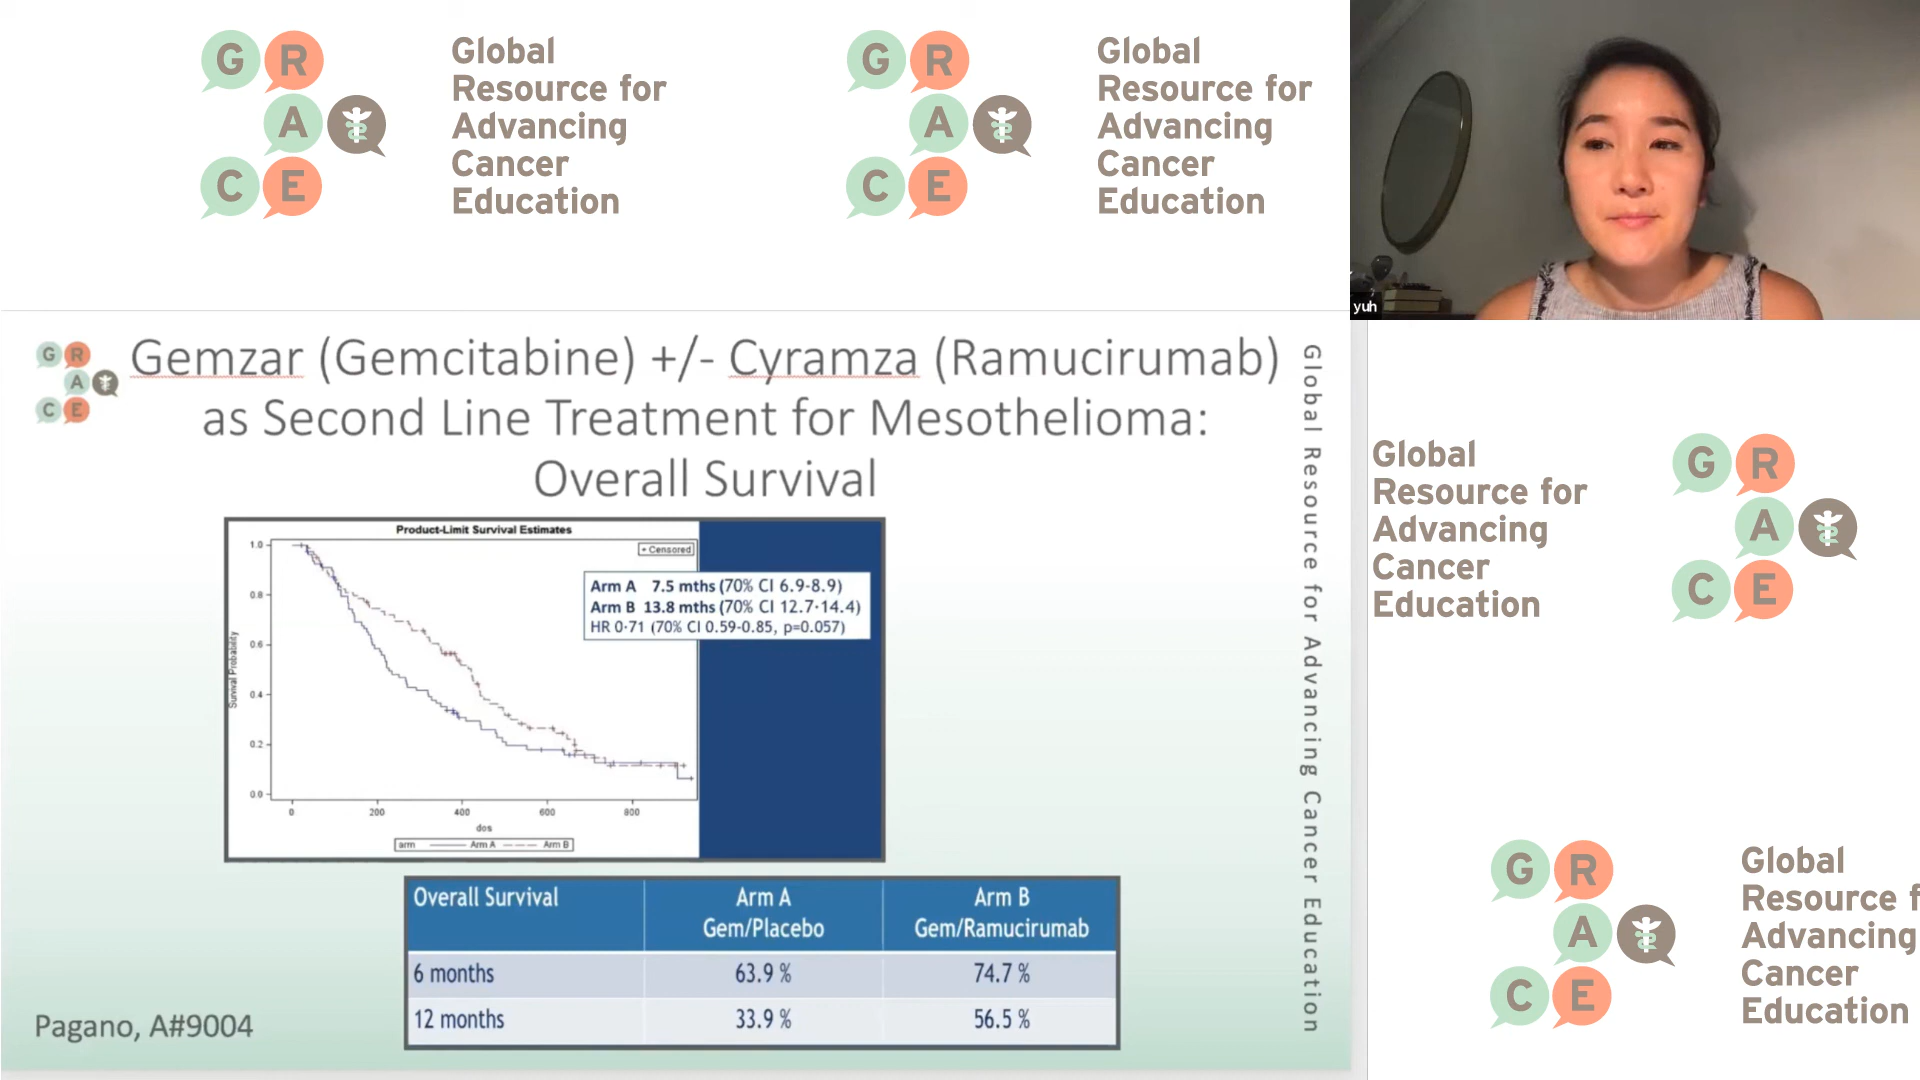 G R
A
C E
Global
Resource for
Advancing
Cancer
Education
G R
A
C E
Global
Resource for
Advancing
Cancer
Education
yuh
G R
A
C E
Gemzar (Gemcitabine) +/- Cyramza (Ramucirumab)
as Second Line Treatment for Mesothelioma:
Overall Survival
Global Resource for Advancing Cancer Education
Product-Limit Survival Estimates
+ Censored
Arm A 7.5 mths (70% CI 6.9-8.9)
Arm B 13.8 mths (70% CI 12.7-14.4)
HR 0·71 (70% CI 0.59-0.85, p=0.057)
Survival Probability
1.0
0.8
0.6
0.4
0.2
0.0
0 200 400 600 800
dos
arm Arm A Arm B
Overall Survival Arm A Arm B
Gem/Placebo Gem/Ramucirumab
6 months 63.9 % 74.7 %
12 months 33.9 % 56.5 %
Pagano, A#9004
Global
Resource for
Advancing
Cancer
Education
G R
A
C E
G R
A
C E
Global
Resource f
Advancing
Cancer
Education